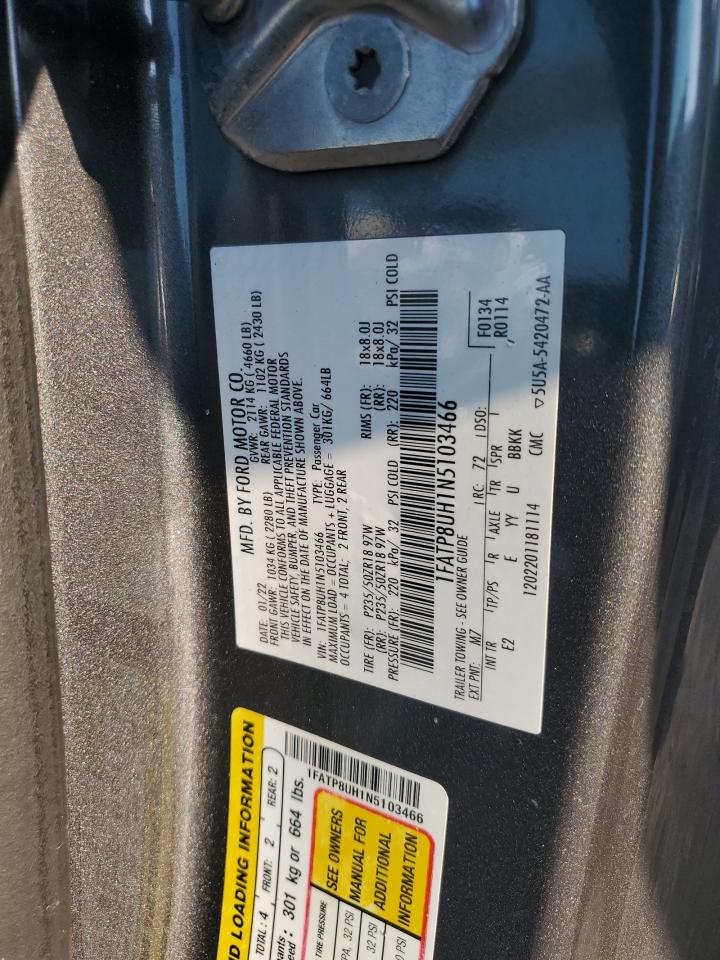 MFD. BY FORD MOTOR CO.
DATE: 01/22 GVWR: 2114 KG (4660 LB)
FRONT GAWR: 1034 KG (2280 LB) REAR GAWR: 1102 KG (2430 LB)
THIS VEHICLE CONFORMS TO ALL APPLICABLE FEDERAL MOTOR
VEHICLE SAFETY, BUMPER, AND THEFT PREVENTION STANDARDS
IN EFFECT ON THE DATE OF MANUFACTURE SHOWN ABOVE.
VIN: 1FATP8UH1N5103466 TYPE: Passenger Car
MAXIMUM LOAD = OCCUPANTS + LUGGAGE = 301KG/ 664LB
OCCUPANTS = 4 TOTAL: 2 FRONT, 2 REAR
TIRE (FR): P235/50ZR18 97W RIMS (FR): 18x8.0J
(RR): P235/50ZR18 97W (RR): 18x8.0J
PRESSURE (FR): 220 kPa/ 32 PSI COLD (RR): 220 kPa/ 32 PSI COLD
1FATP8UH1N5103466
TRAILER TOWING - SEE OWNER GUIDE
EXT PNT: M7 RC: 72 DSO: F0134
R0114
INT TR TP/PS R AXLE TR SPR
E2 E YY U BBKK
1202201181114 CMC ▽5U5A-5420472-AA
LOADING INFORMATION
TOTAL: 4 FRONT: 2 REAR: 2
301 kg or 664 lbs.
1FATP8UH1N5103466
TIRE PRESSURE
32 PSI
32 PSI
PSI
SEE OWNERS
MANUAL FOR
ADDITIONAL
INFORMATION